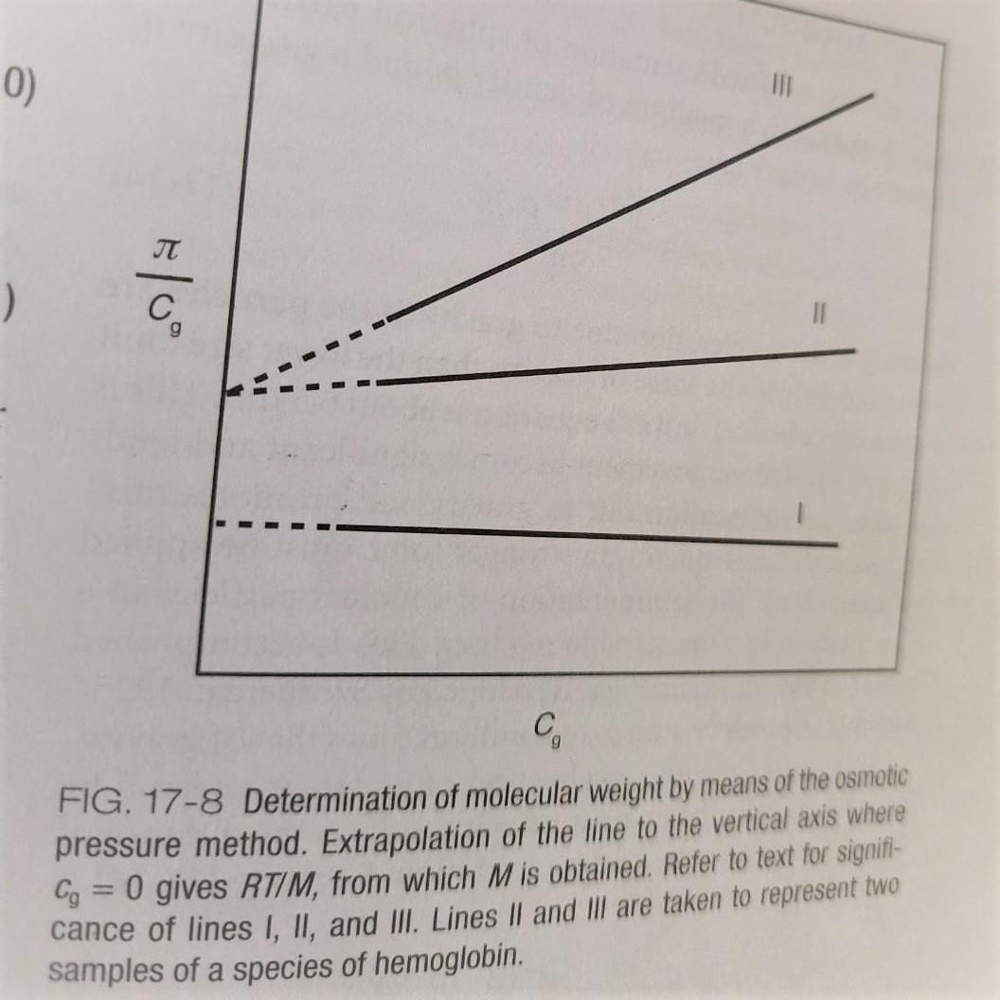 0)
III
π
C_g
)
II
I
C_g
FIG. 17-8 Determination of molecular weight by means of the osmotic
pressure method. Extrapolation of the line to the vertical axis where
c_g = 0 gives RT/M, from which M is obtained. Refer to text for signifi-
cance of lines I, II, and III. Lines II and III are taken to represent two
samples of a species of hemoglobin.